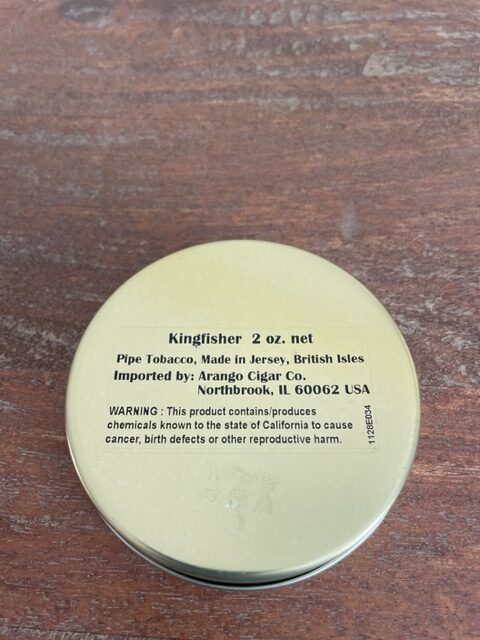 Kingfisher 2 oz. net
Pipe Tobacco, Made in Jersey, British Isles
Imported by: Arango Cigar Co.
Northbrook, IL 60062 USA
WARNING : This product contains/produces
chemicals known to the state of California to cause
cancer, birth defects or other reproductive harm.
1128E034